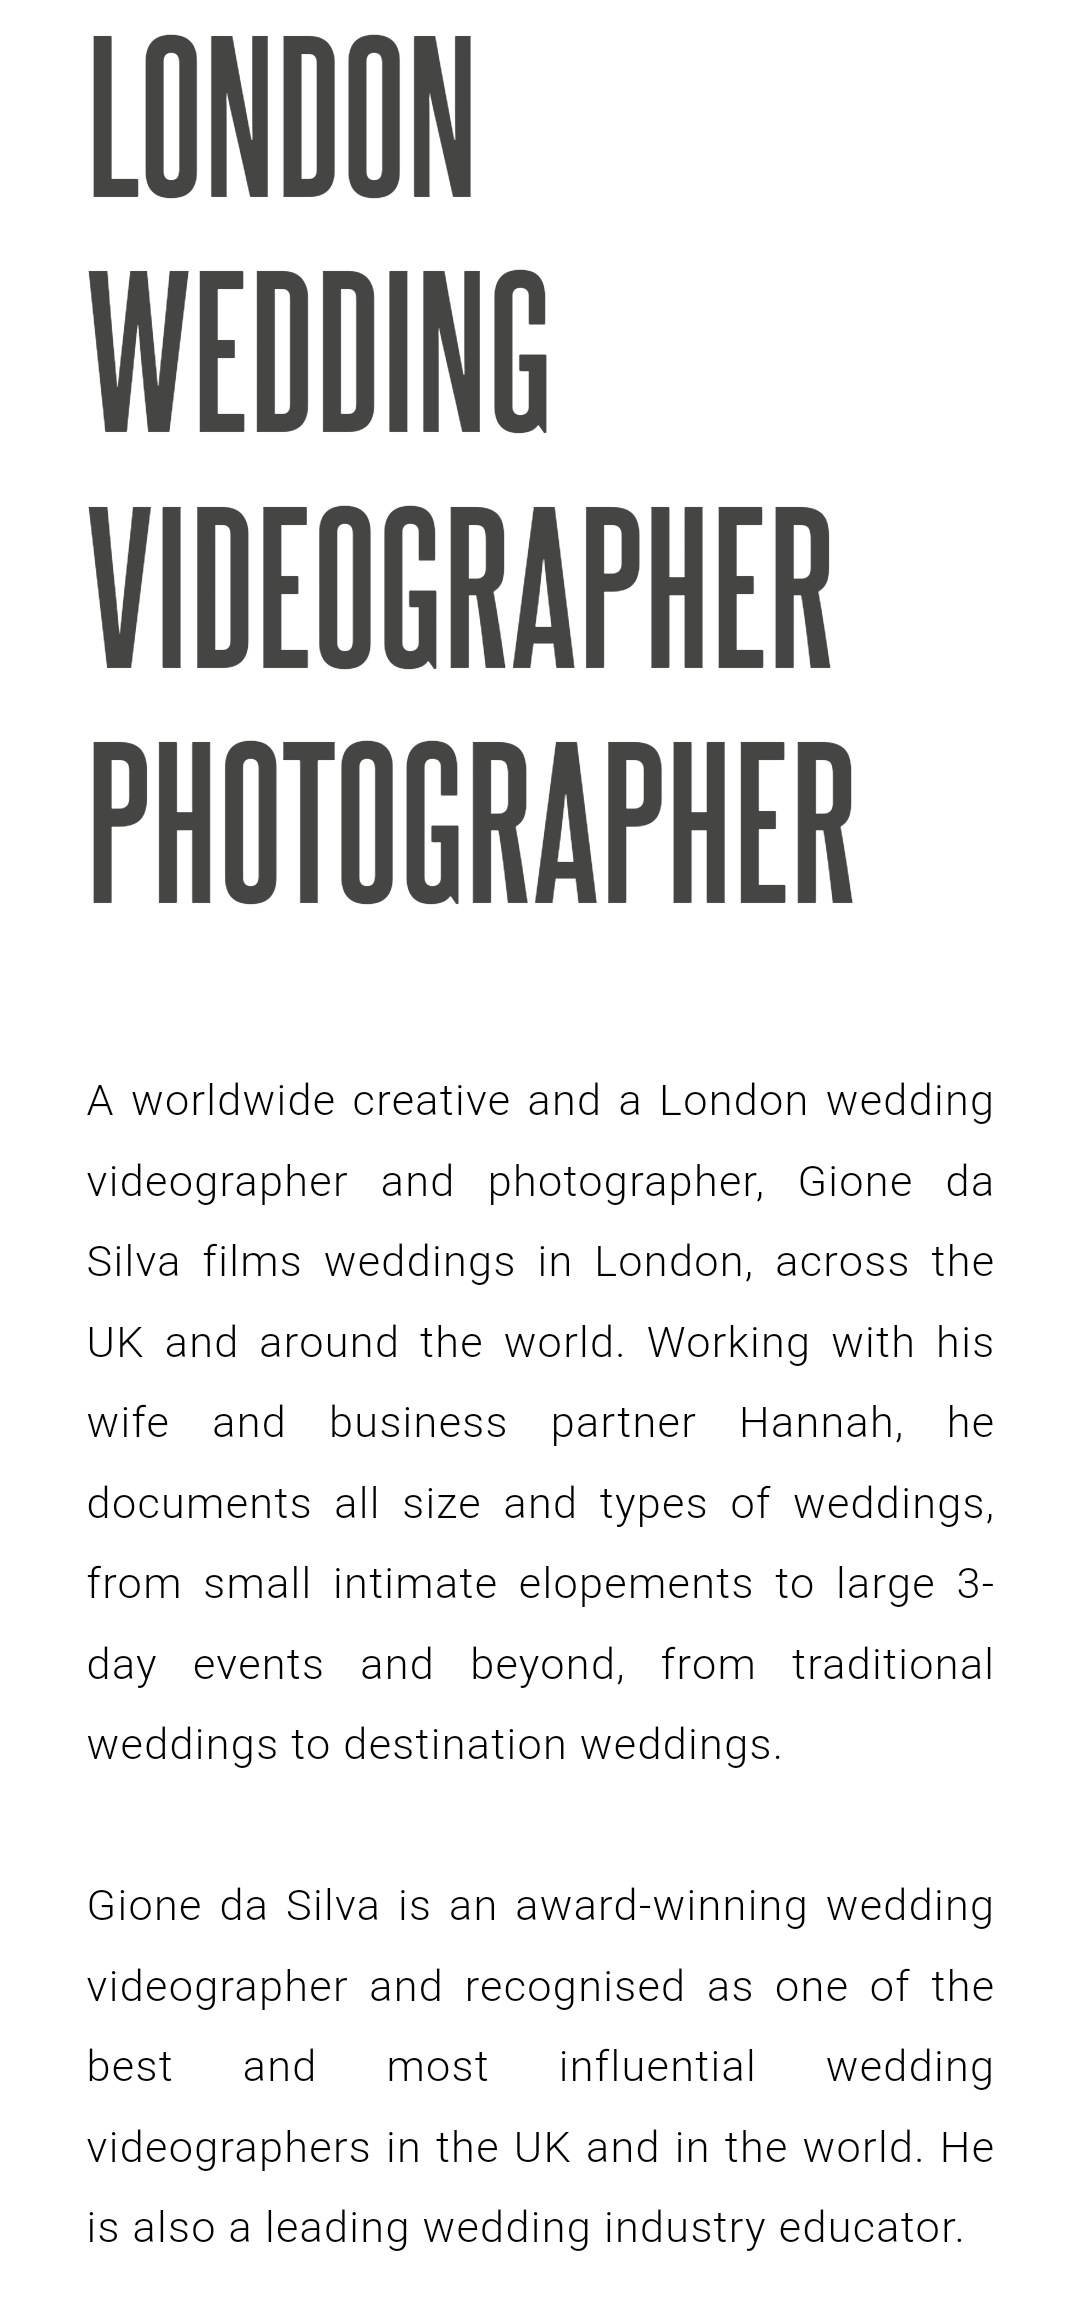 LONDON
WEDDING
VIDEOGRAPHER
PHOTOGRAPHER
A worldwide creative and a London wedding
videographer and photographer, Gione da
Silva films weddings in London, across the
UK and around the world. Working with his
wife and business partner Hannah, he
documents all size and types of weddings,
from small intimate elopements to large 3-
day events and beyond, from traditional
weddings to destination weddings.
Gione da Silva is an award-winning wedding
videographer and recognised as one of the
best and most influential wedding
videographers in the UK and in the world. He
is also a leading wedding industry educator.